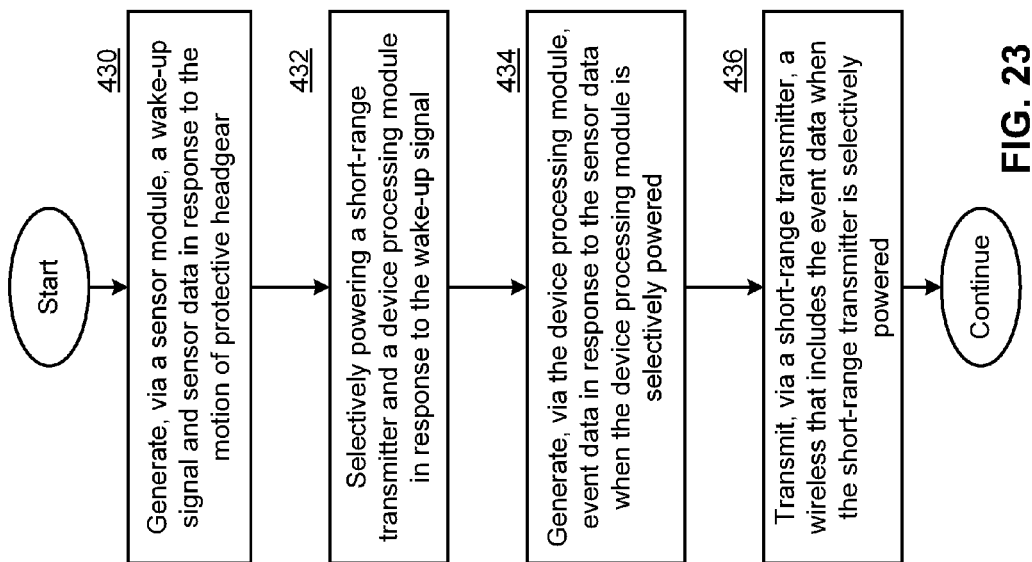 Start
430
Generate, via a sensor module, a wake-up
signal and sensor data in response to the
motion of protective headgear
432
Selectively powering a short-range
transmitter and a device processing module
in response to the wake-up signal
434
Generate, via the device processing module,
event data in response to the sensor data
when the device processing module is
selectively powered
436
Transmit, via a short-range transmitter, a
wireless that includes the event data when
the short-range transmitter is selectively
powered
Continue
FIG. 23